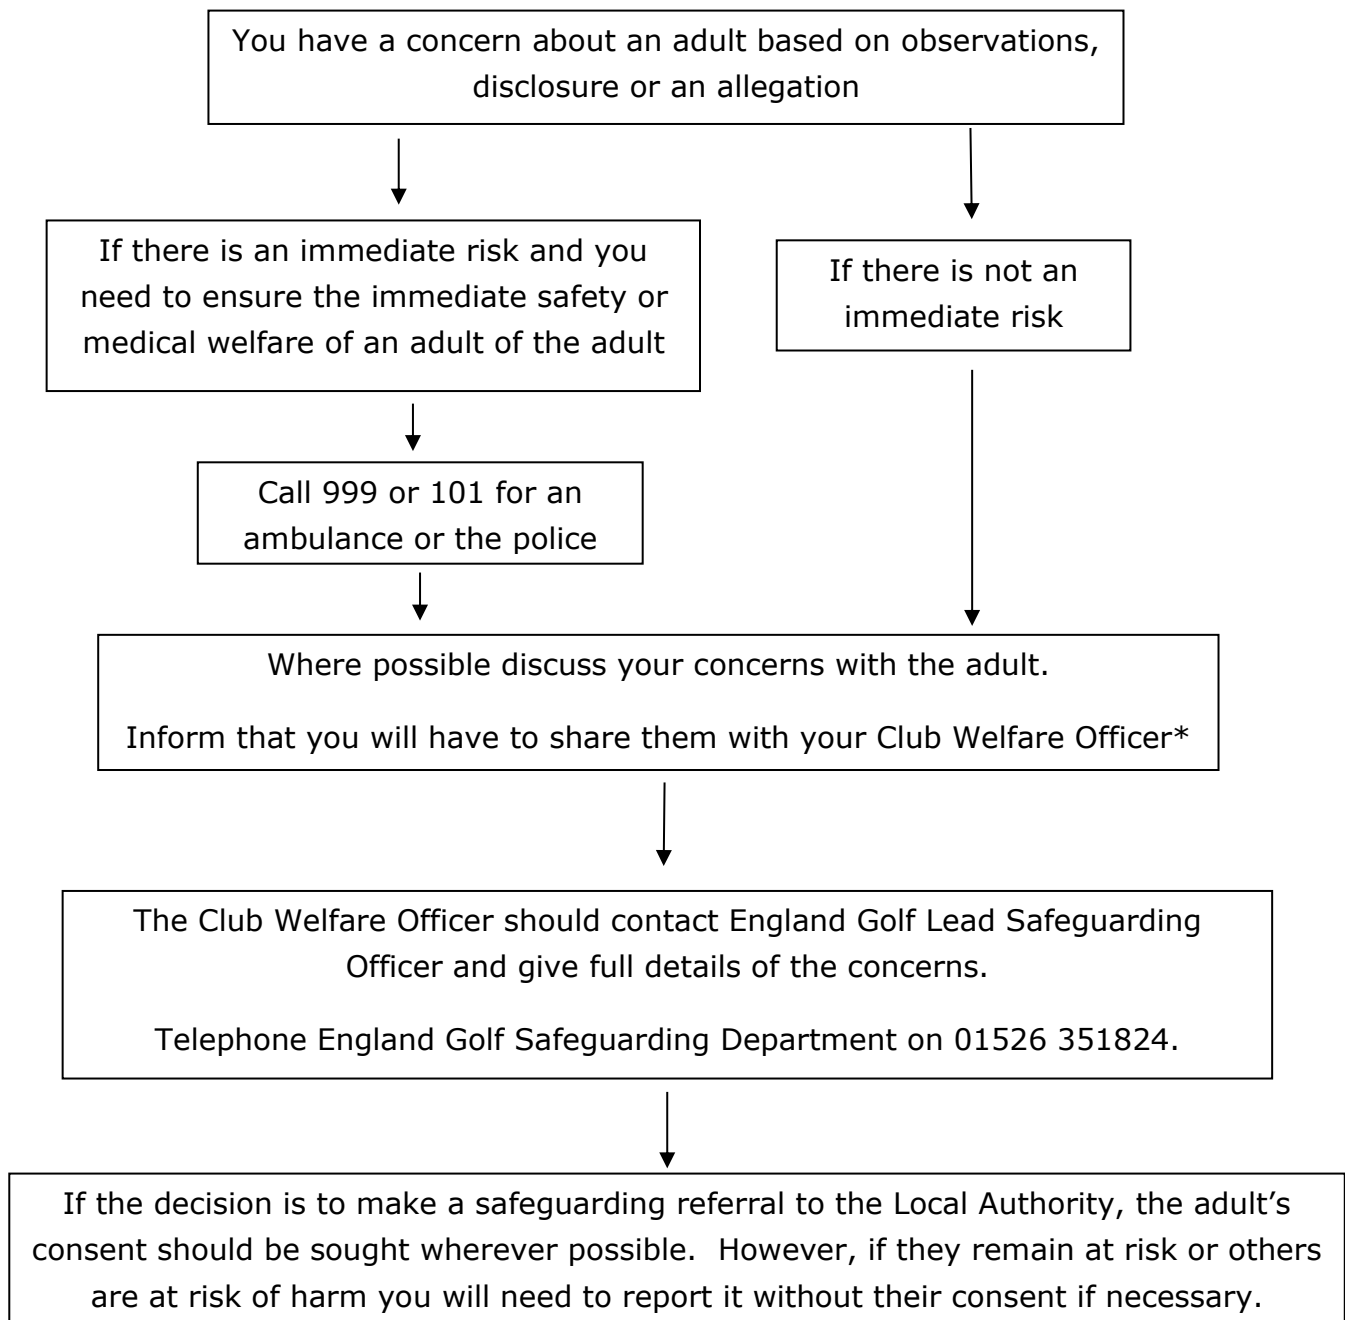 You have a concern about an adult based on observations,
disclosure or an allegation
If there is an immediate risk and you
need to ensure the immediate safety or
medical welfare of an adult of the adult
If there is not an
immediate risk
Call 999 or 101 for an
ambulance or the police
Where possible discuss your concerns with the adult.
Inform that you will have to share them with your Club Welfare Officer*
The Club Welfare Officer should contact England Golf Lead Safeguarding
Officer and give full details of the concerns.
Telephone England Golf Safeguarding Department on 01526 351824.
If the decision is to make a safeguarding referral to the Local Authority, the adult’s
consent should be sought wherever possible.  However, if they remain at risk or others
are at risk of harm you will need to report it without their consent if necessary.